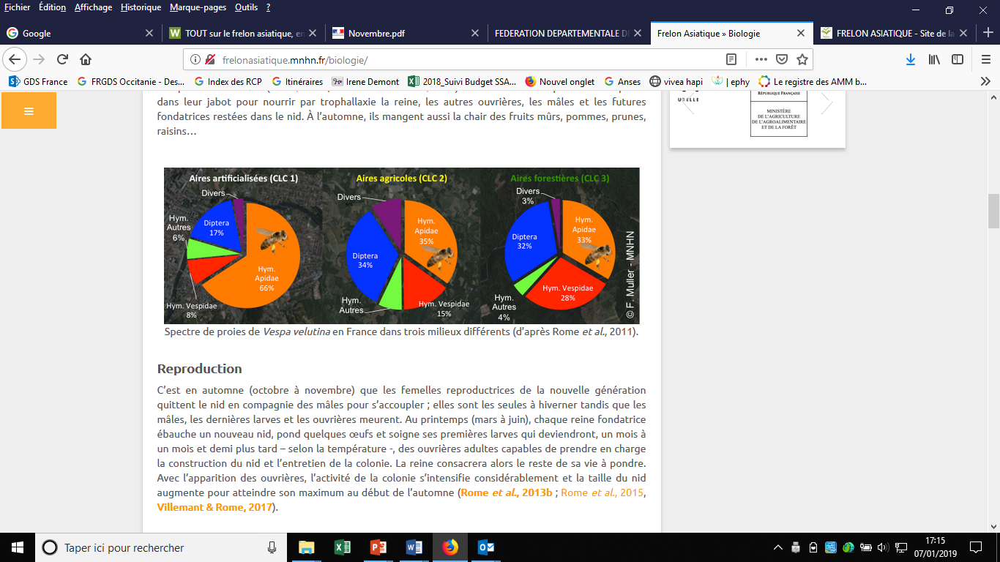 Fichier Édition Affichage Historique Marque-pages Outils ?
Google
TOUT sur le frelon asiatique, en
Novembre.pdf
FEDERATION DEPARTEMENTALE D
Frelon Asiatique » Biologie
FRELON ASIATIQUE - Site de la
frelonasiatique.mnhn.fr/biologie/
GDS France
FRGDS Occitanie - Des...
Index des RCP
Itinéraires
Irene Demont
2018_Suivi Budget SSA...
Nouvel onglet
Anses
vivea hapi
| ephy
Le registre des AMM b...
dans leur jabot pour nourrir par trophallaxie la reine, les autres ouvrières, les mâles et les futures
fondatrices restées dans le nid. À l'automne, ils mangent aussi la chair des fruits mûrs, pommes, prunes,
raisins…
URELLE
RÉPUBLIQUE FRANÇAISE
MINISTÈRE
DE L'AGRICULTURE
DE L'AGROALIMENTAIRE
ET DE LA FORÊT
Aires artificialisées (CLC 1)
Divers
Hym.
Autres
6%
Diptera
17%
Hym.
Apidae
66%
Hym. Vespidae
8%
Aires agricoles (CLC 2)
Divers
Hym.
Apidae
35%
Diptera
34%
Hym.
Autres
Hym. Vespidae
15%
Aires forestières (CLC 3)
Divers
3%
Hym.
Apidae
33%
Diptera
32%
Hym. Vespidae
28%
Hym.
Autres
4%
© F. Muller - MNHN
Spectre de proies de Vespa velutina en France dans trois milieux différents (d'après Rome et al., 2011).
Reproduction
C'est en automne (octobre à novembre) que les femelles reproductrices de la nouvelle génération
quittent le nid en compagnie des mâles pour s'accoupler ; elles sont les seules à hiverner tandis que les
mâles, les dernières larves et les ouvrières meurent. Au printemps (mars à juin), chaque reine fondatrice
ébauche un nouveau nid, pond quelques œufs et soigne ses premières larves qui deviendront, un mois à
un mois et demi plus tard – selon la température -, des ouvrières adultes capables de prendre en charge
la construction du nid et l'entretien de la colonie. La reine consacrera alors le reste de sa vie à pondre.
Avec l'apparition des ouvrières, l'activité de la colonie s'intensifie considérablement et la taille du nid
augmente pour atteindre son maximum au début de l'automne (Rome et al., 2013b ; Rome et al., 2015,
Villemant & Rome, 2017).
Taper ici pour rechercher
17:15
07/01/2019